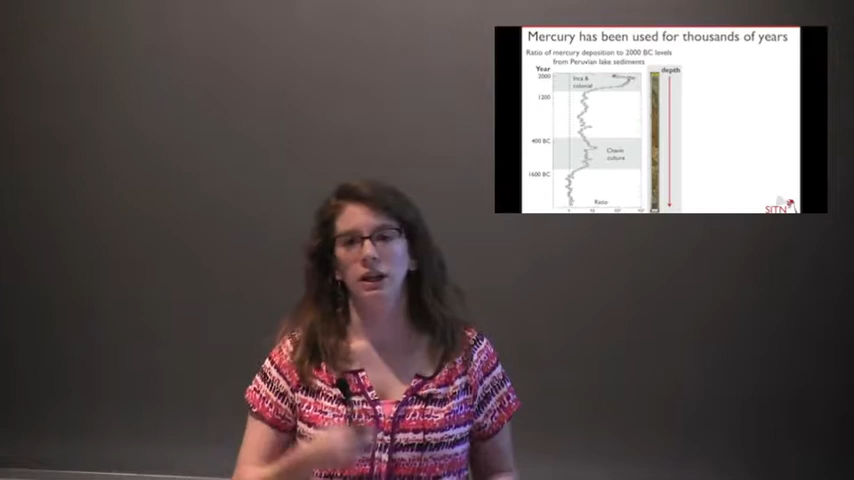 Mercury has been used for thousands of years
Ratio of mercury deposition to 2000 BC levels
from Peruvian lake sediments
Year
depth
2000
Inca &
colonial
1200
400 BC
Chavin
culture
1600 BC
Ratio
SITN